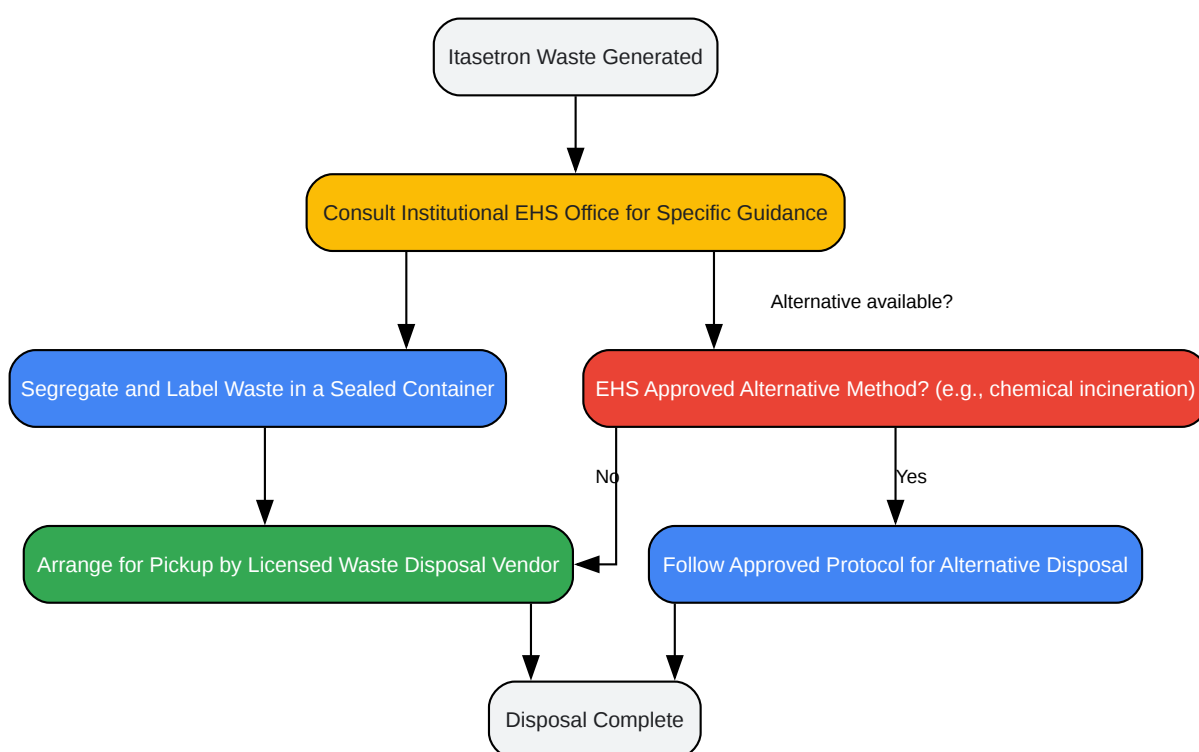 Itasetron Waste Generated
Consult Institutional EHS Office for Specific Guidance
Alternative available?
Segregate and Label Waste in a Sealed Container
EHS Approved Alternative Method? (e.g., chemical incineration)
No
Yes
Arrange for Pickup by Licensed Waste Disposal Vendor
Follow Approved Protocol for Alternative Disposal
Disposal Complete